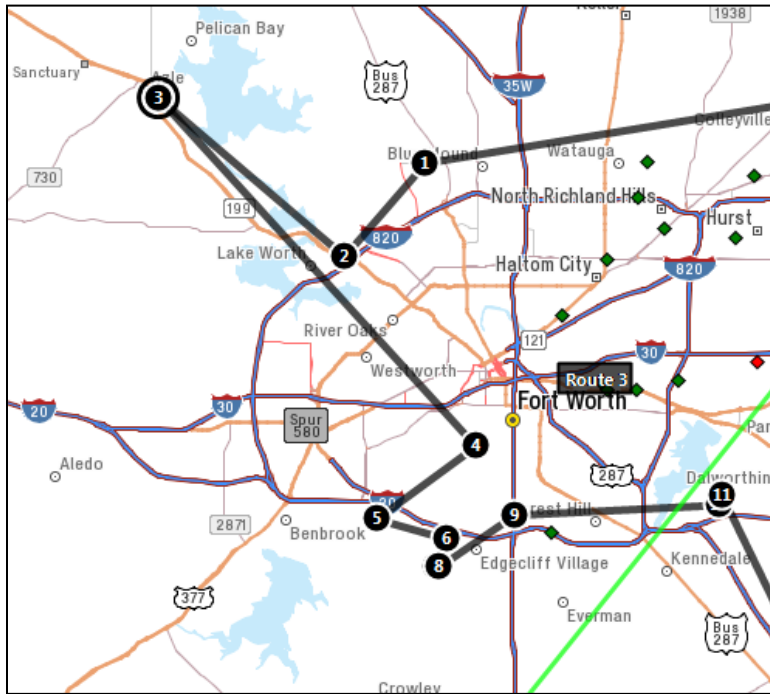 Keller
1938
Pelican Bay
Sanctuary
Azle
Bus
287
35W
3
Colleyville
Blue Mound
1
Watauga
730
199
North Richland Hills
Hurst
820
2
Lake Worth
Haltom City
820
River Oaks
121
30
Westworth
Route 3
20
30
Fort Worth
Spur
580
4
Aledo
287
Dalworthin
20
11
5
9
Crest Hill
2871
Benbrook
6
8
Edgecliff Village
Kennedale
377
Everman
Bus
287
Crowley